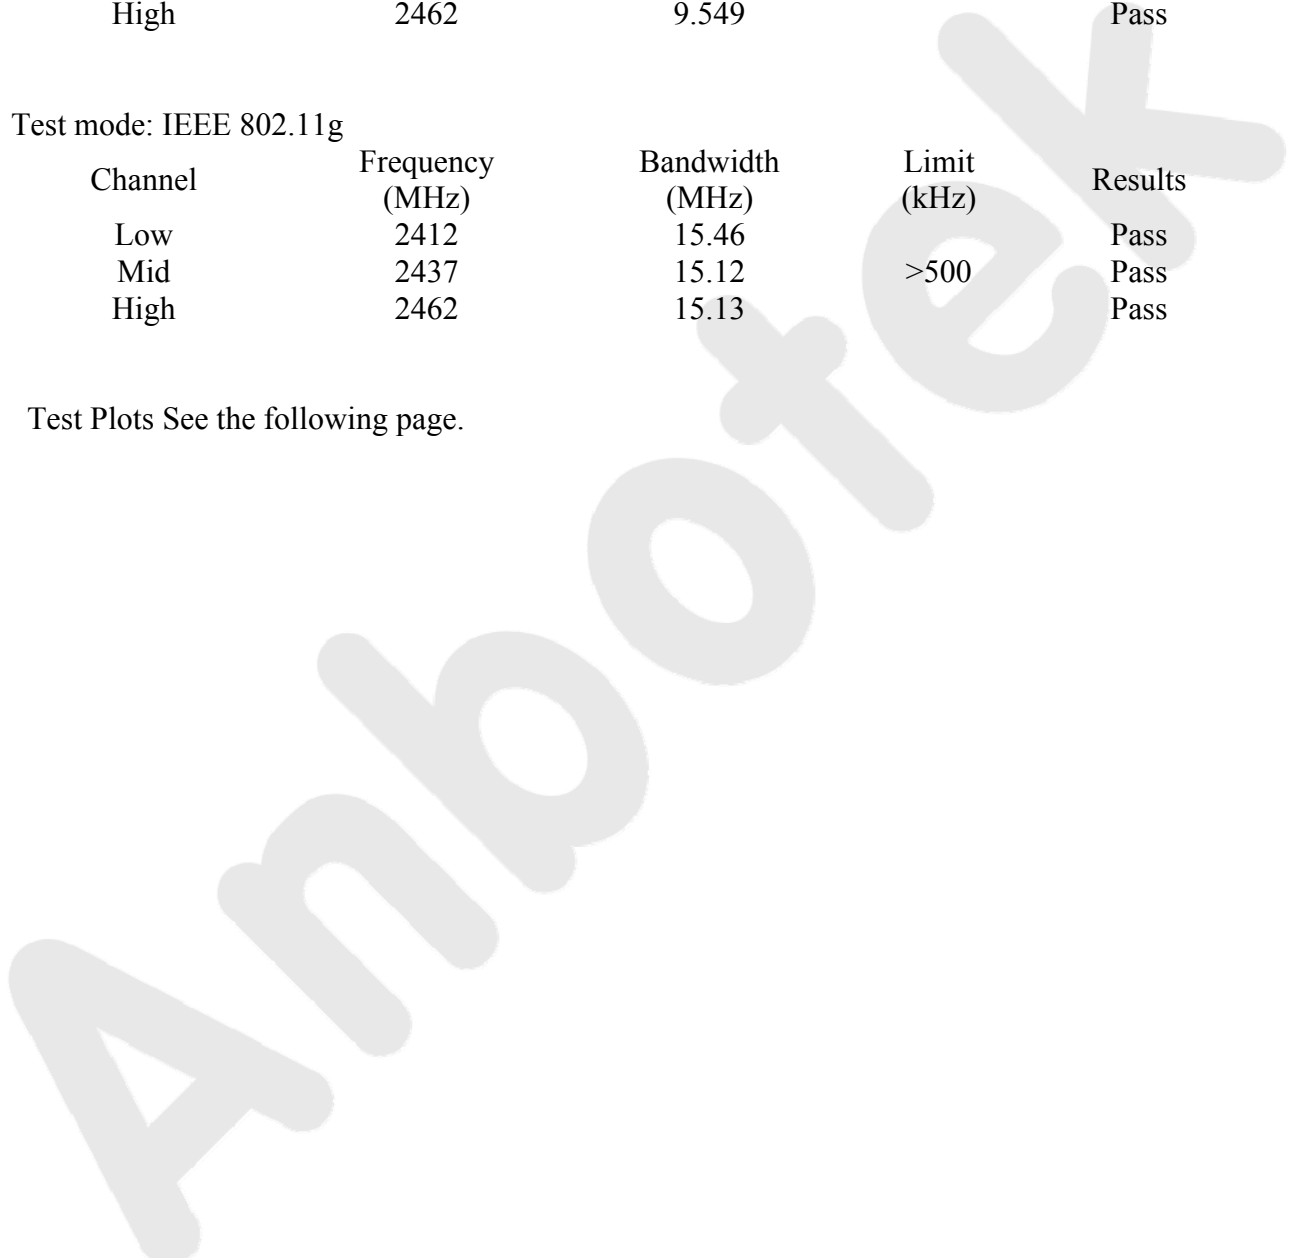 High 2462 9.549 Pass
Test mode: IEEE 802.11g
Channel Frequency (MHz) Bandwidth (MHz) Limit (kHz) Results
Low 2412 15.46 Pass
Mid 2437 15.12 >500 Pass
High 2462 15.13 Pass
Test Plots See the following page.
Anbotek